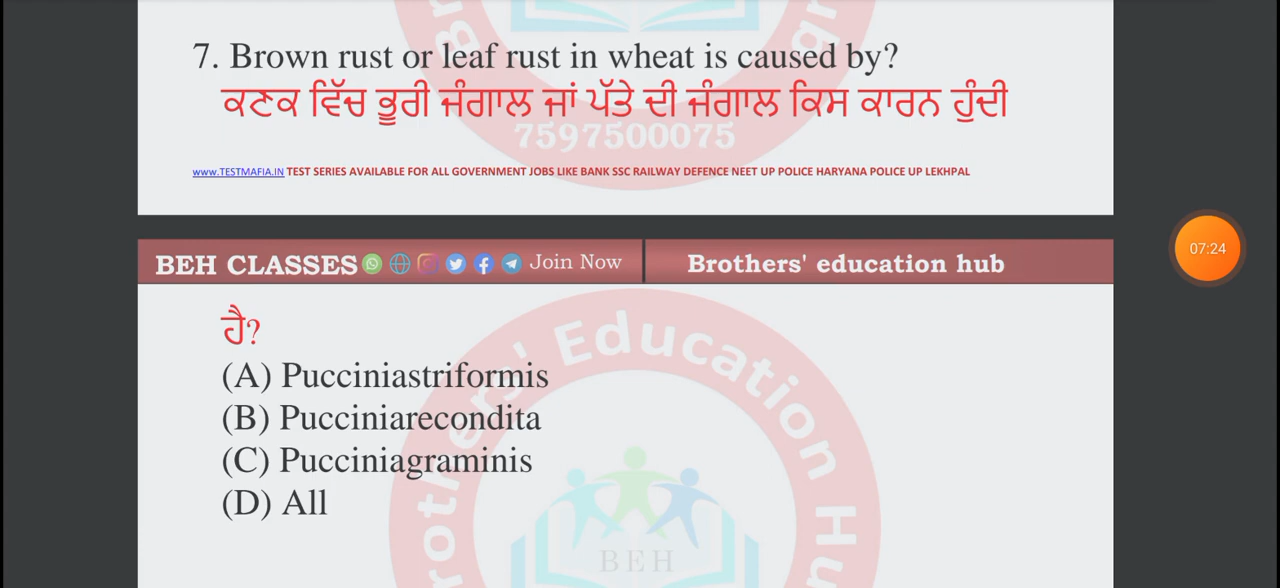 7. Brown rust or leaf rust in wheat is caused by?
ਕਣਕ ਵਿੱਚ ਭੂਰੀ ਜੰਗਾਲ ਜਾਂ ਪੱਤੇ ਦੀ ਜੰਗਾਲ ਕਿਸ ਕਾਰਨ ਹੁੰਦੀ
7597500075
www.TESTMAFIA.IN TEST SERIES AVAILABLE FOR ALL GOVERNMENT JOBS LIKE BANK SSC RAILWAY DEFENCE NEET UP POLICE HARYANA POLICE UP LEKHPAL
07:24
BEH CLASSES Join Now Brothers' education hub
ਹੈ?
(A) Pucciniastriformis
(B) Pucciniarecondita
(C) Pucciniagraminis
(D) All
Brothers' Education Hu
BEH